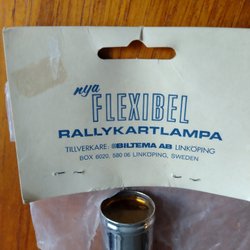 nya
FLEXIBEL
RALLYKARTLAMPA
TILLVERKARE: BILTEMA AB LINKÖPING
BOX 6020, 580 06 LINKÖPING, SWEDEN